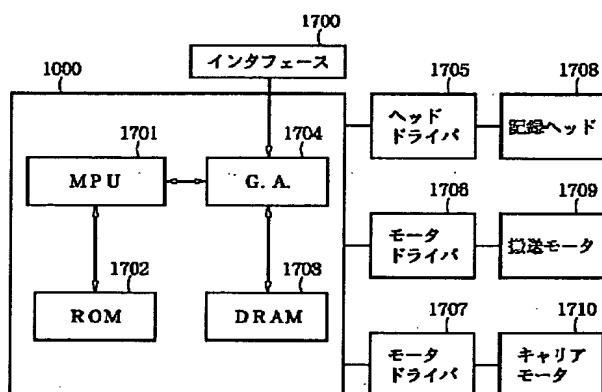 1700
インタフェース
1000
1701
MPU
1704
G.A.
1702
ROM
1703
DRAM
1705
ヘッド
ドライバ
1708
記録ヘッド
1706
モータ
ドライバ
1709
搬送モータ
1707
モータ
ドライバ
1710
キャリア
モータ